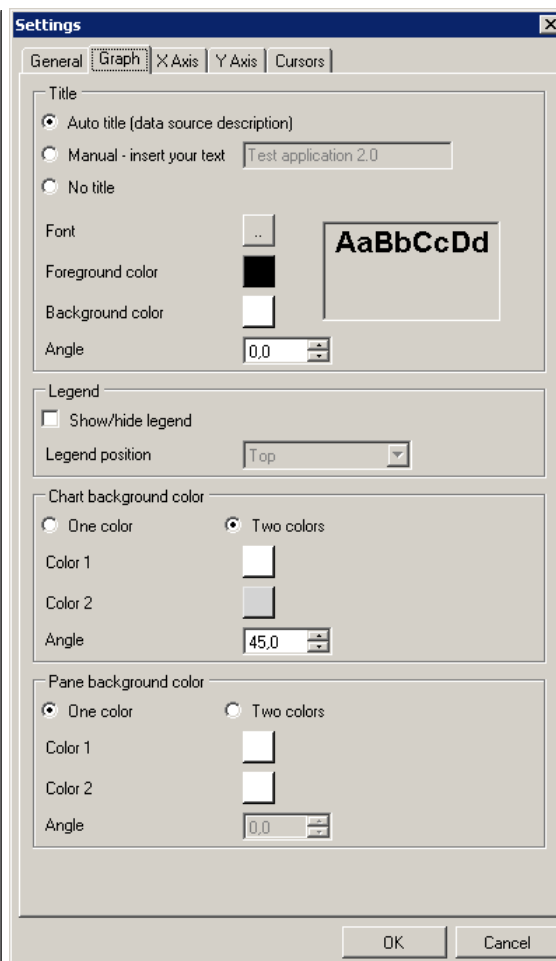 Settings
General Graph X Axis Y Axis Cursors
Title
Auto title (data source description)
Manual - insert your text Test application 2.0
No title
Font ..
AaBbCcDd
Foreground color
Background color
Angle 0,0
Legend
Show/hide legend
Legend position Top
Chart background color
One color Two colors
Color 1
Color 2
Angle 45,0
Pane background color
One color Two colors
Color 1
Color 2
Angle 0,0
OK Cancel